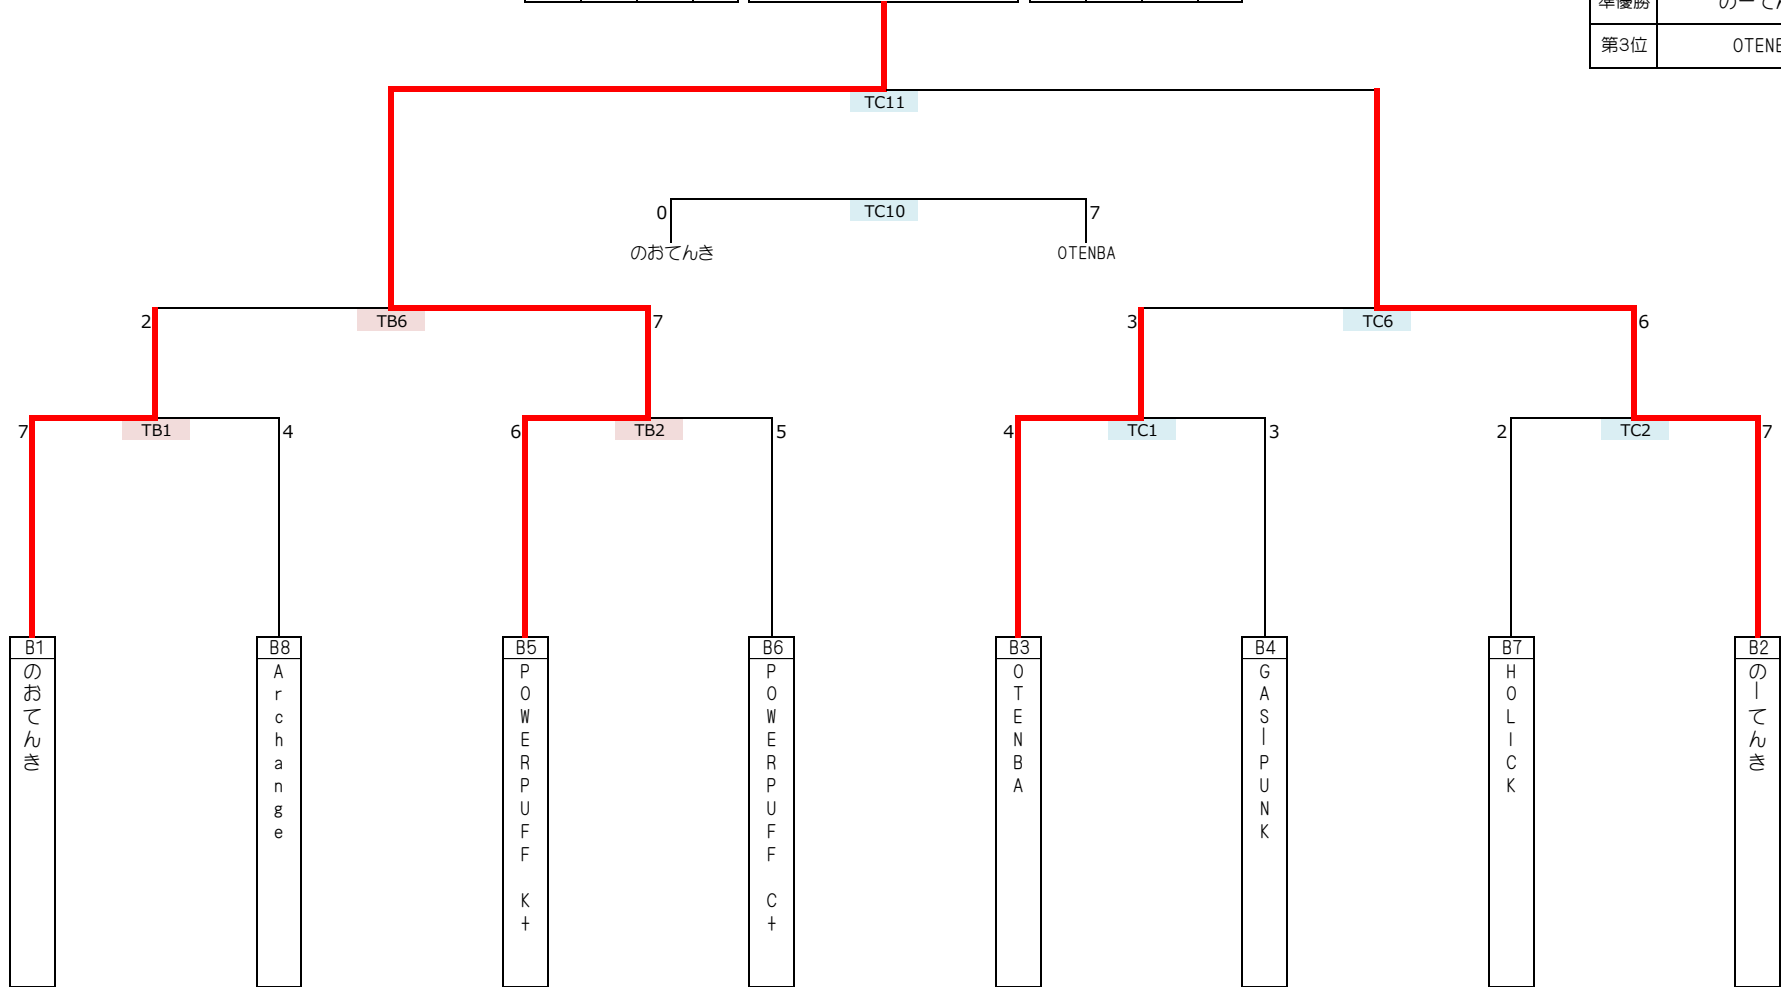 準優勝
第3位 OTENB
TC11
0 TC10 7
のおてんき OTENBA
2 TB6 7 3 TC6 6
7 TB1 4 6 TB2 5 4 TC1 3 2 TC2 7
B1 B8 B5 B6 B3 B4 B7 B2
のおてんき
Archange
POWERPUFF K†
POWERPUFF C†
OTENBA
GAS|PUNK
HOLICK
のーてんき